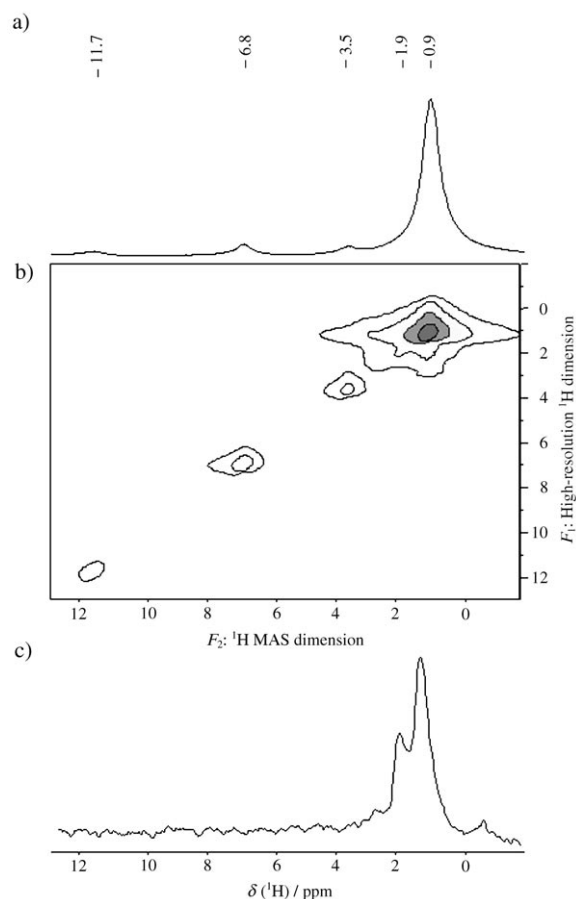 a)
– 11.7
– 6.8
– 3.5
– 1.9
– 0.9
b)
0
2
4
6
8
10
12
F₁: High-resolution ¹H dimension
12 10 8 6 4 2 0
F₂: ¹H MAS dimension
c)
12 10 8 6 4 2 0
δ (¹H) / ppm